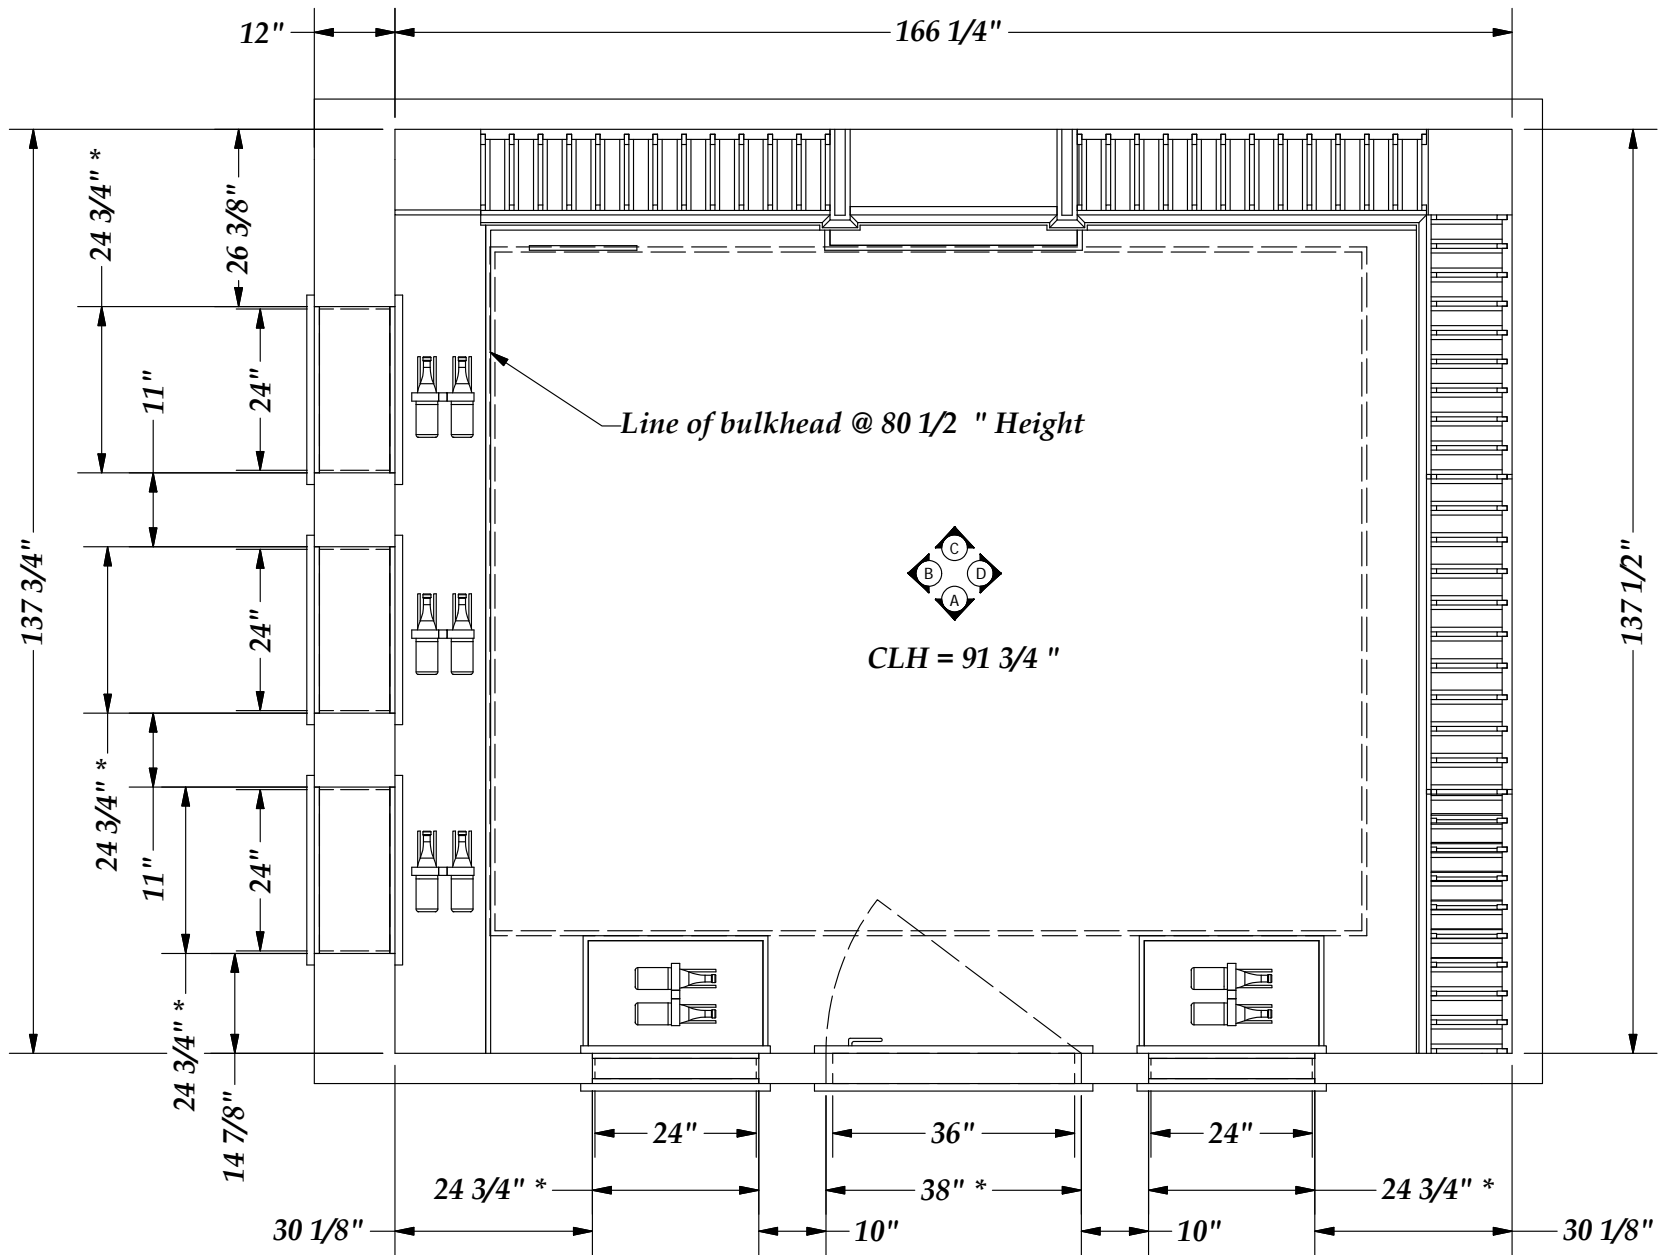 12"
166 1/4"
24 3/4" *
26 3/8"
11"
24"
Line of bulkhead @ 80 1/2 " Height
137 3/4"
24"
C
B
D
A
CLH = 91 3/4 "
137 1/2"
24 3/4" *
11"
24"
24 3/4" *
14 7/8"
24"
36"
24"
24 3/4" *
38" *
24 3/4" *
30 1/8"
10"
10"
30 1/8"